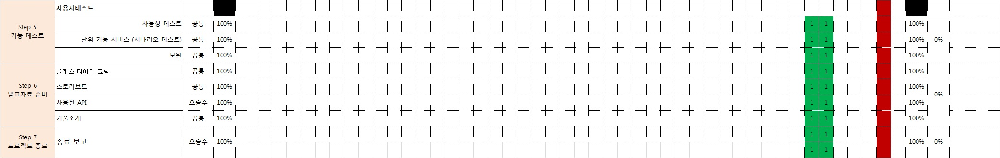 사용자테스트
Step 5
기능 테스트
사용성 테스트 공통 100% 1 1 100%
단위 기능 서비스 (시나리오 테스트) 공통 100% 1 1 100% 0%
보완 공통 100% 1 1 100%
Step 6
발표자료 준비
클래스 다이어 그램 공통 100% 1 1 100%
스토리보드 공통 100% 1 1 100% 0%
사용된 API 오승주 100% 1 1 100%
기술소개 공통 100% 1 1 100%
Step 7
프로젝트 종료
1 1
종료 보고 오승주 100% 100% 0%
1 1